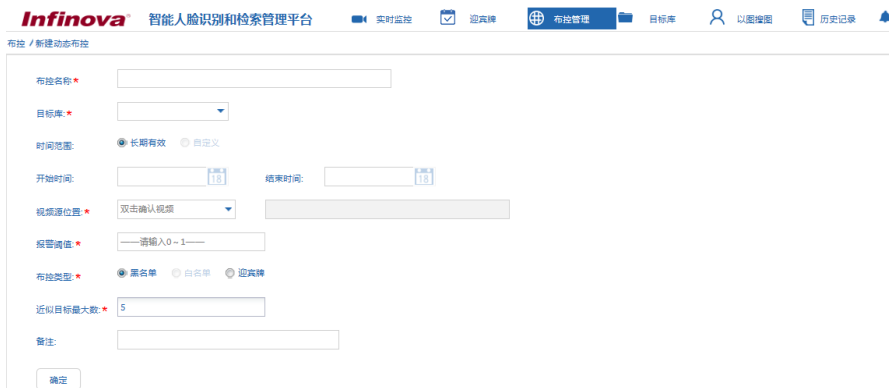 Infinova® 智能人脸识别和检索管理平台 实时监控 迎宾牌 布控管理 目标库 以图搜图 历史记录
布控 / 新建动态布控
布控名称:*
目标库:*
时间范围: 长期有效 自定义
开始时间: 18 结束时间: 18
视频源位置:* 双击确认视频
报警阈值:* ——请输入0~1——
布控类型:* 黑名单 白名单 迎宾牌
近似目标最大数:* 5
备注:
确定